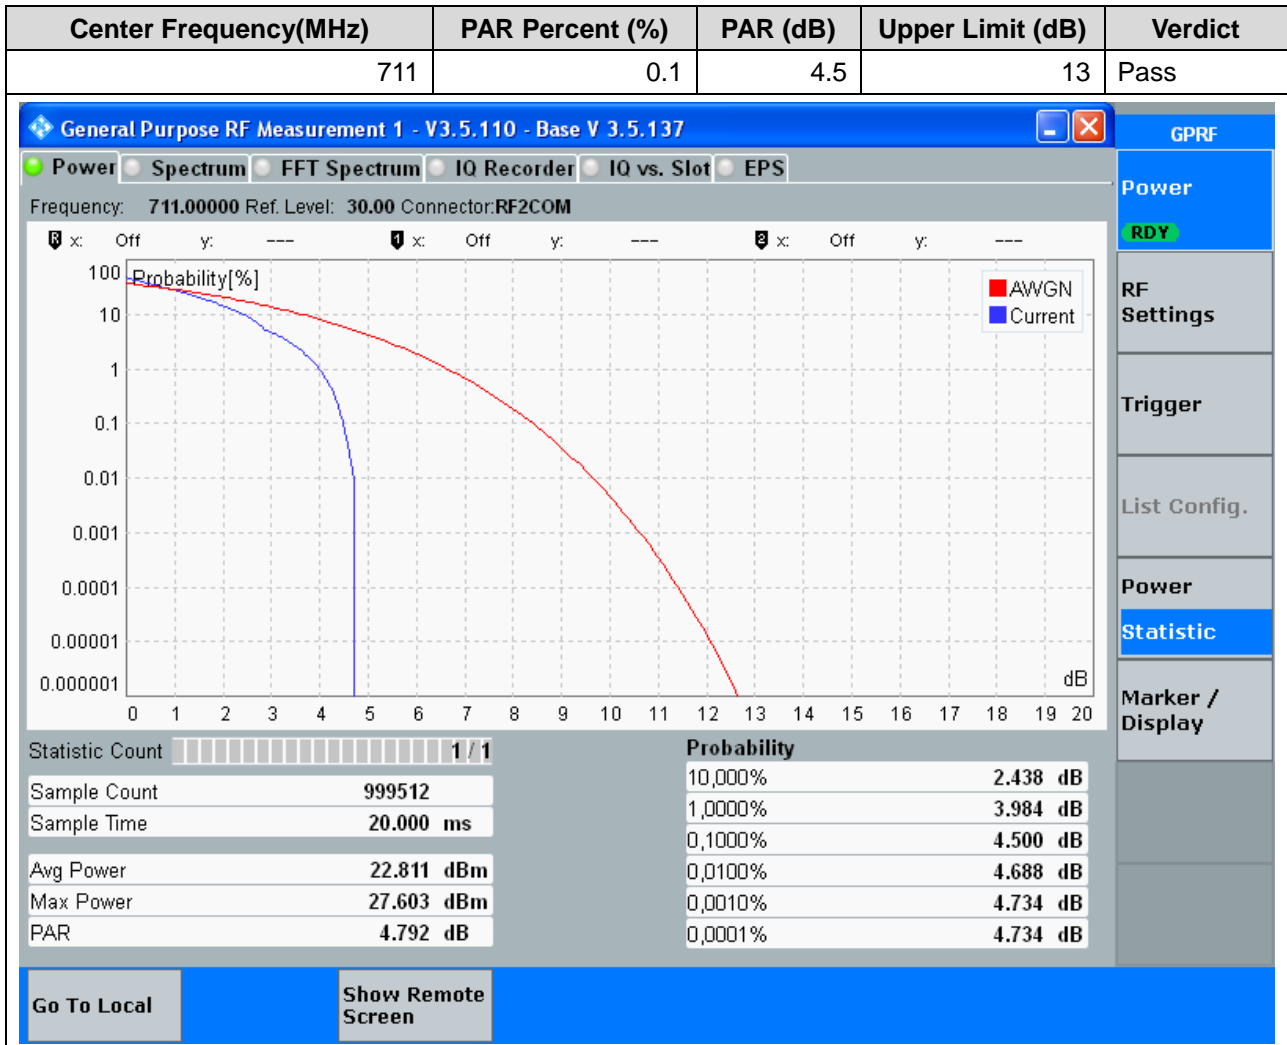 Center Frequency(MHz) PAR Percent (%) PAR (dB) Upper Limit (dB) Verdict
711 0.1 4.5 13 Pass
General Purpose RF Measurement 1 - V3.5.110 - Base V 3.5.137
GPRF
Power Spectrum FFT Spectrum IQ Recorder IQ vs. Slot EPS
Frequency: 711.00000 Ref. Level: 30.00 Connector:RF2COM
R x: Off y: --- 1 x: Off y: --- 2 x: Off y: ---
Probability[%]
AWGN
Current
100
10
1
0.1
0.01
0.001
0.0001
0.00001
0.000001
dB
0 1 2 3 4 5 6 7 8 9 10 11 12 13 14 15 16 17 18 19 20
Statistic Count 1 / 1
Sample Count 999512
Sample Time 20.000 ms
Avg Power 22.811 dBm
Max Power 27.603 dBm
PAR 4.792 dB
Probability
10,000% 2.438 dB
1,0000% 3.984 dB
0,1000% 4.500 dB
0,0100% 4.688 dB
0,0010% 4.734 dB
0,0001% 4.734 dB
Power
RDY
RF
Settings
Trigger
List Config.
Power
Statistic
Marker /
Display
Go To Local
Show Remote
Screen